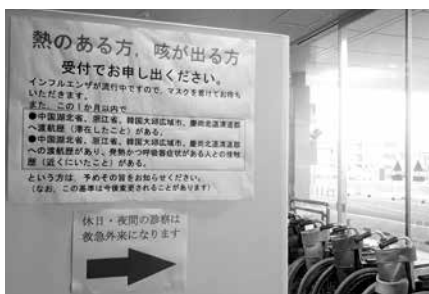 熱のある方，咳が出る方
受付でお申し出ください。
インフルエンザが流行中ですので、マスクを着けてお待ち
いただきます
また、この１か月以内で
●中国湖北省、浙江省、韓国大邱広域市、慶尚北道清道郡
へ渡航歴（滞在したこと）がある。
●中国湖北省、浙江省、韓国大邱広域市、慶尚北道清道郡
への渡航歴があり、発熱かつ呼吸器症状がある人との接触
歴（近くにいたこと）がある。
という方は、予めその旨をお知らせください。
（なお、この基準は今後変更されることがあります）
休日・夜間の診察は
救急外来になります